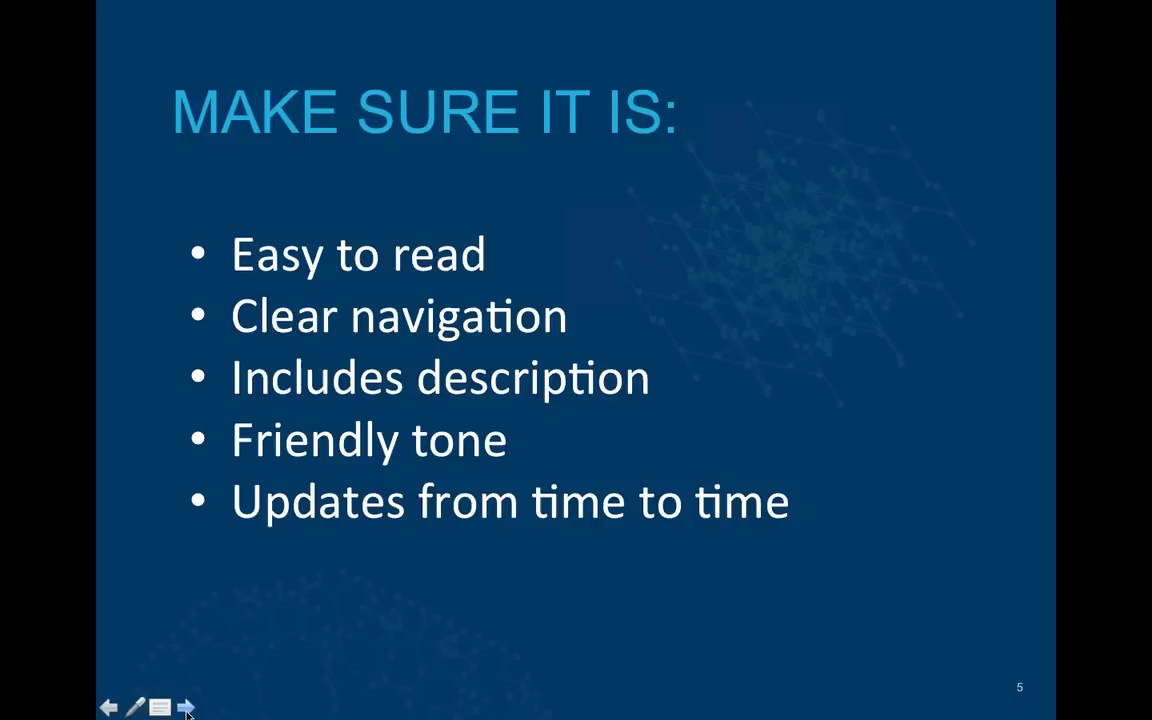 MAKE SURE IT IS:
• Easy to read
• Clear navigation
• Includes description
• Friendly tone
• Updates from time to time
5